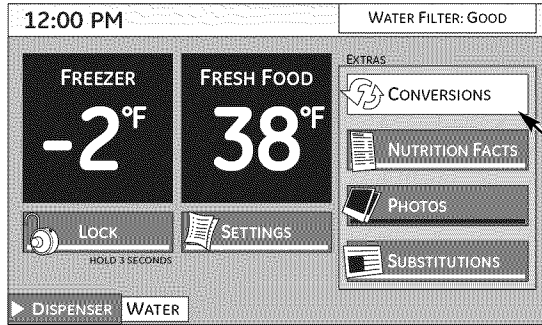 12:00 PM
WATER FILTER: GOOD
FREEZER
-2°F
FRESH FOOD
38°F
EXTRAS
CONVERSIONS
NUTRITION FACTS
PHOTOS
SUBSTITUTIONS
LOCK
HOLD 3 SECONDS
SETTINGS
DISPENSER
WATER